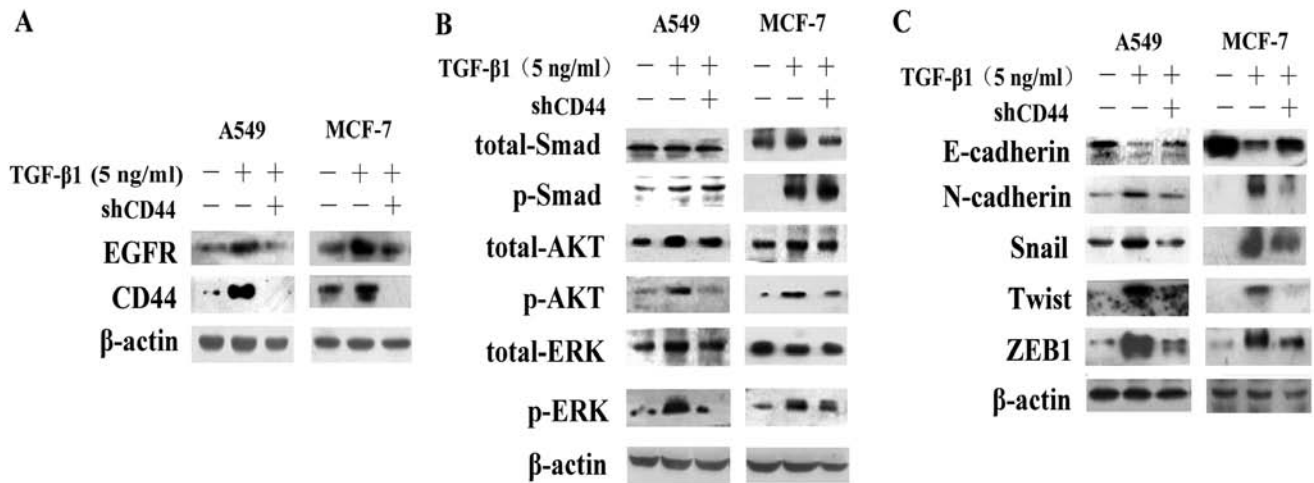 A
A549 MCF-7
TGF-β1 (5 ng/ml) − + + − + +
shCD44 − − + − − +
EGFR
CD44
β-actin
B
A549 MCF-7
TGF-β1（5 ng/ml） − + + − + +
shCD44 − − + − − +
total-Smad
p-Smad
total-AKT
p-AKT
total-ERK
p-ERK
β-actin
C
A549 MCF-7
TGF-β1（5 ng/ml） − + + − + +
shCD44 − − + − − +
E-cadherin
N-cadherin
Snail
Twist
ZEB1
β-actin